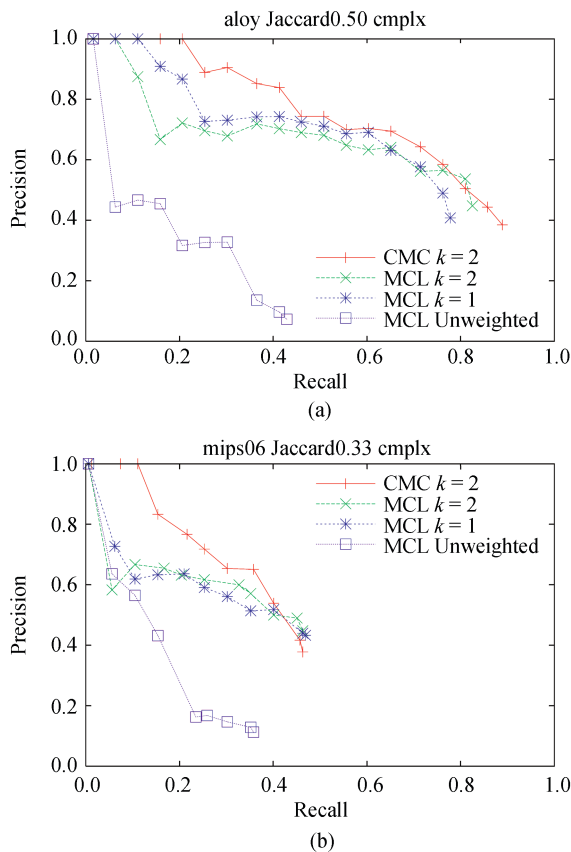 aloy Jaccard0.50 cmplx
1.0
0.8
0.6
0.4
0.2
0.0
Precision
CMC k = 2
MCL k = 2
MCL k = 1
MCL Unweighted
0.0 0.2 0.4 0.6 0.8 1.0
Recall
(a)
mips06 Jaccard0.33 cmplx
1.0
0.8
0.6
0.4
0.2
0.0
Precision
CMC k = 2
MCL k = 2
MCL k = 1
MCL Unweighted
0.0 0.2 0.4 0.6 0.8 1.0
Recall
(b)